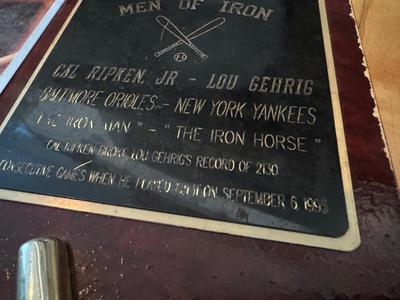 MEN OF IRON
CAL RIPKEN, JR - LOU GEHRIG
BALTIMORE ORIOLES - NEW YORK YANKEES
THE "IRON MAN" - "THE IRON HORSE"
CAL RIPKEN BROKE LOU GEHRIG'S RECORD OF 2130
CONSECUTIVE GAMES WHEN HE PLAYED 2131 ON SEPTEMBER 6, 1995